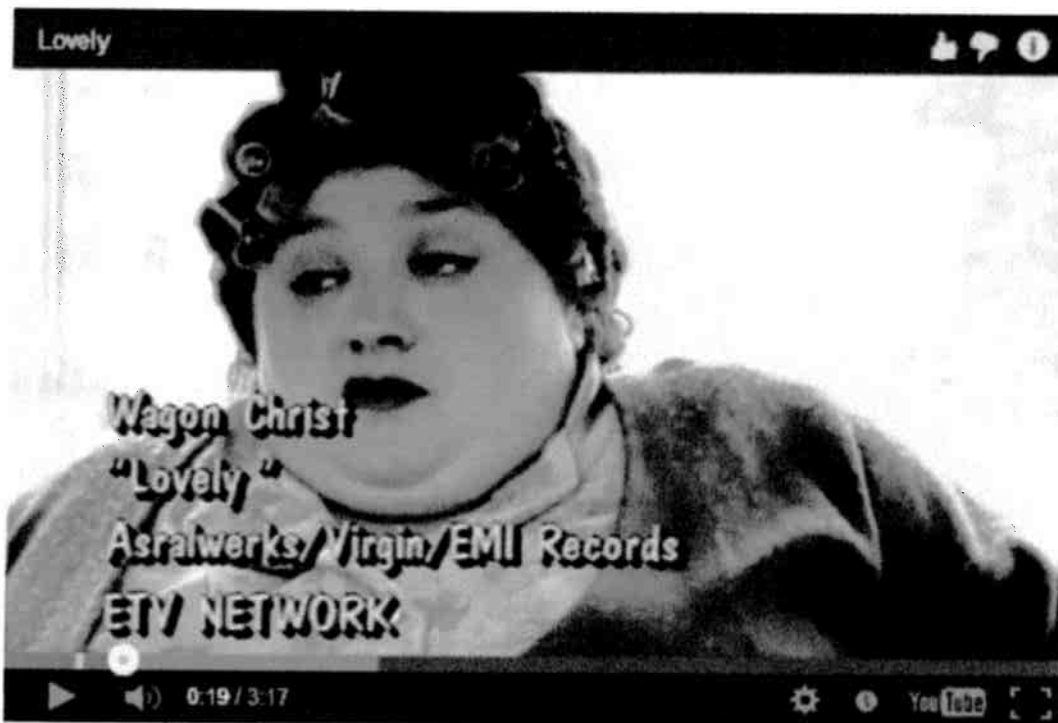 Lovely
Wagon Christ
"Lovely "
Asralwerks/Virgin/EMI Records
ETV NETWORK
0:19 / 3:17
YouTube